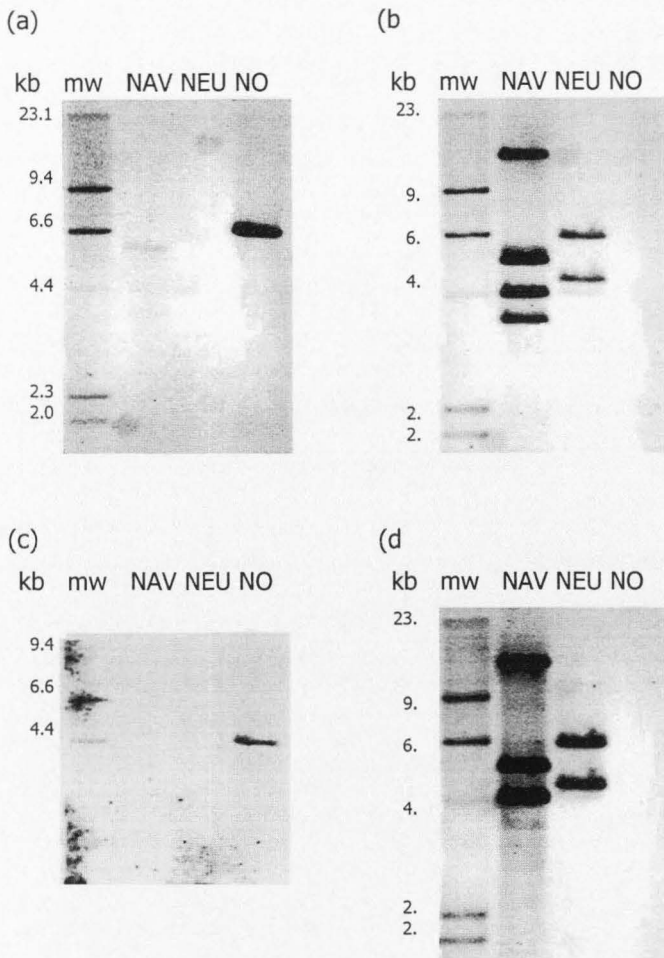 (a)
kb mw NAV NEU NO
23.1
9.4
6.6
4.4
2.3
2.0
(b)
kb mw NAV NEU NO
23.
9.
6.
4.
2.
2.
(c)
kb mw NAV NEU NO
9.4
6.6
4.4
(d
kb mw NAV NEU NO
23.
9.
6.
4.
2.
2.